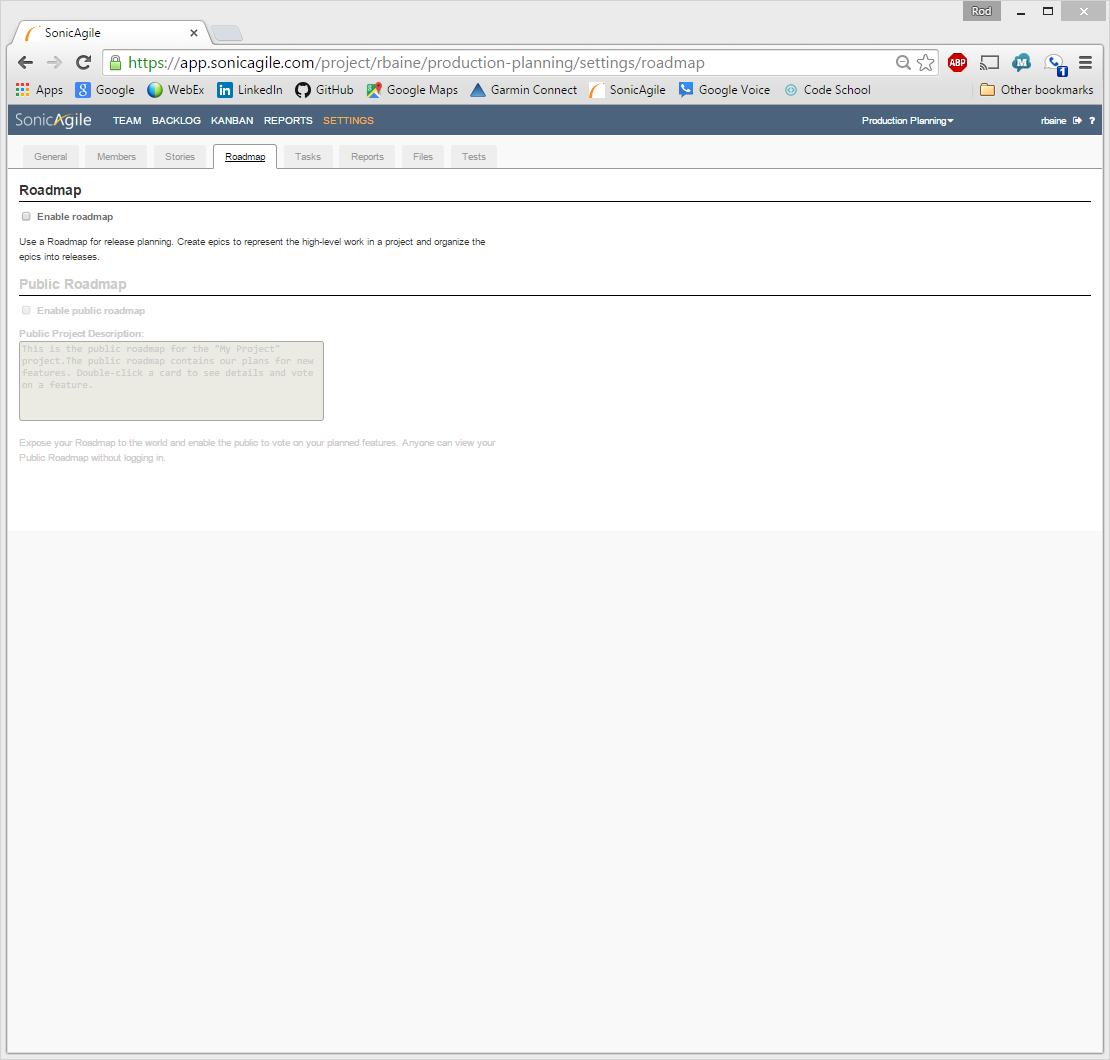 Rod
SonicAgile
https://app.sonicagile.com/project/rbaine/production-planning/settings/roadmap
ABP
M
1
Apps
8 Google
WebEx
in LinkedIn
GitHub
Google Maps
Garmin Connect
SonicAgile
Google Voice
Code School
Other bookmarks
SonicAgile TEAM BACKLOG KANBAN REPORTS SETTINGS Production Planning rbaine ?
General Members Stories Roadmap Tasks Reports Files Tests
Roadmap
Enable roadmap
Use a Roadmap for release planning. Create epics to represent the high-level work in a project and organize the
epics into releases.
Public Roadmap
Enable public roadmap
Public Project Description:
This is the public roadmap for the "My Project"
project.The public roadmap contains our plans for new
features. Double-click a card to see details and vote
on a feature.
Expose your Roadmap to the world and enable the public to vote on your planned features. Anyone can view your
Public Roadmap without logging in.